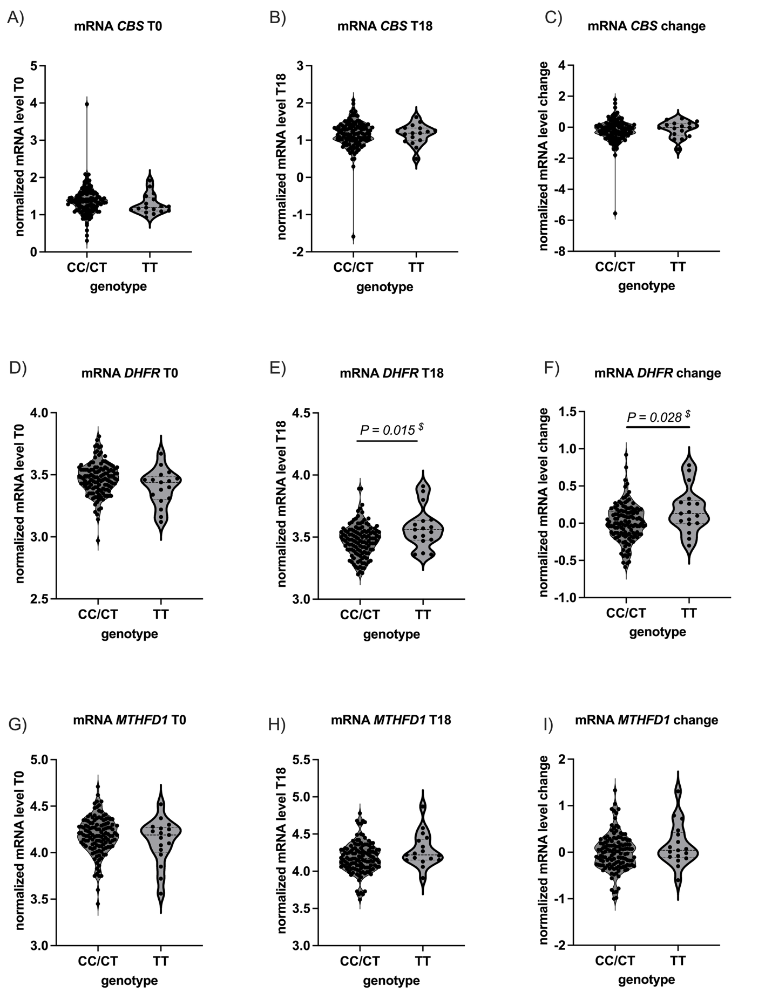 A)
mRNA CBS T0
normalized mRNA level T0
5
4
3
2
1
0
CC/CT TT
genotype
B)
mRNA CBS T18
normalized mRNA level T18
3
2
1
0
-1
-2
CC/CT TT
genotype
C)
mRNA CBS change
normalized mRNA level change
4
2
0
-2
-4
-6
-8
CC/CT TT
genotype
D)
mRNA DHFR T0
normalized mRNA level T0
4.0
3.5
3.0
2.5
CC/CT TT
genotype
E)
mRNA DHFR T18
normalized mRNA level T18
4.5
4.0
3.5
3.0
P = 0.015 $
CC/CT TT
genotype
F)
mRNA DHFR change
normalized mRNA level change
1.5
1.0
0.5
0.0
-0.5
-1.0
P = 0.028 $
CC/CT TT
genotype
G)
mRNA MTHFD1 T0
normalized mRNA level T0
5.0
4.5
4.0
3.5
3.0
CC/CT TT
genotype
H)
mRNA MTHFD1 T18
normalized mRNA level T18
5.5
5.0
4.5
4.0
3.5
3.0
CC/CT TT
genotype
I)
mRNA MTHFD1 change
normalized mRNA level change
2
1
0
-1
-2
CC/CT TT
genotype